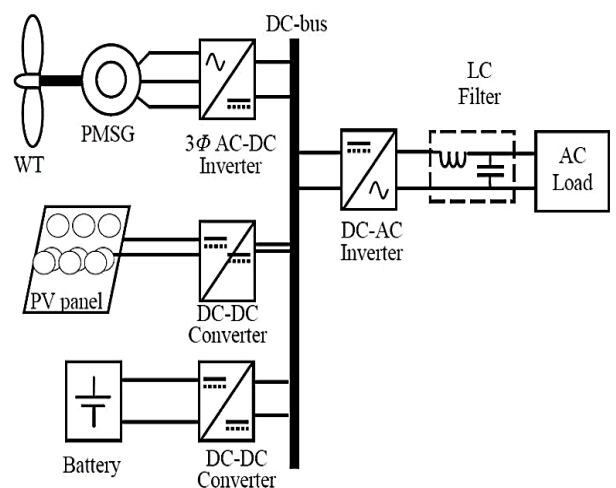 DC-bus
LC
Filter
WT
PMSG
3Φ AC-DC
Inverter
AC
Load
DC-AC
Inverter
PV panel
DC-DC
Converter
Battery
DC-DC
Converter